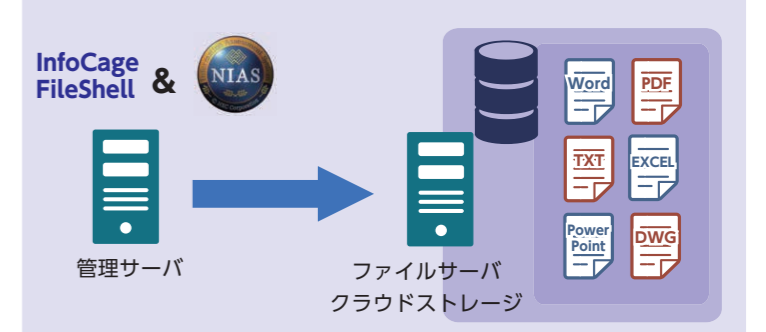 InfoCage
FileShell
&
NIAS
管理サーバ
ファイルサーバ
クラウドストレージ
Word
PDF
TXT
EXCEL
Power
Point
DWG